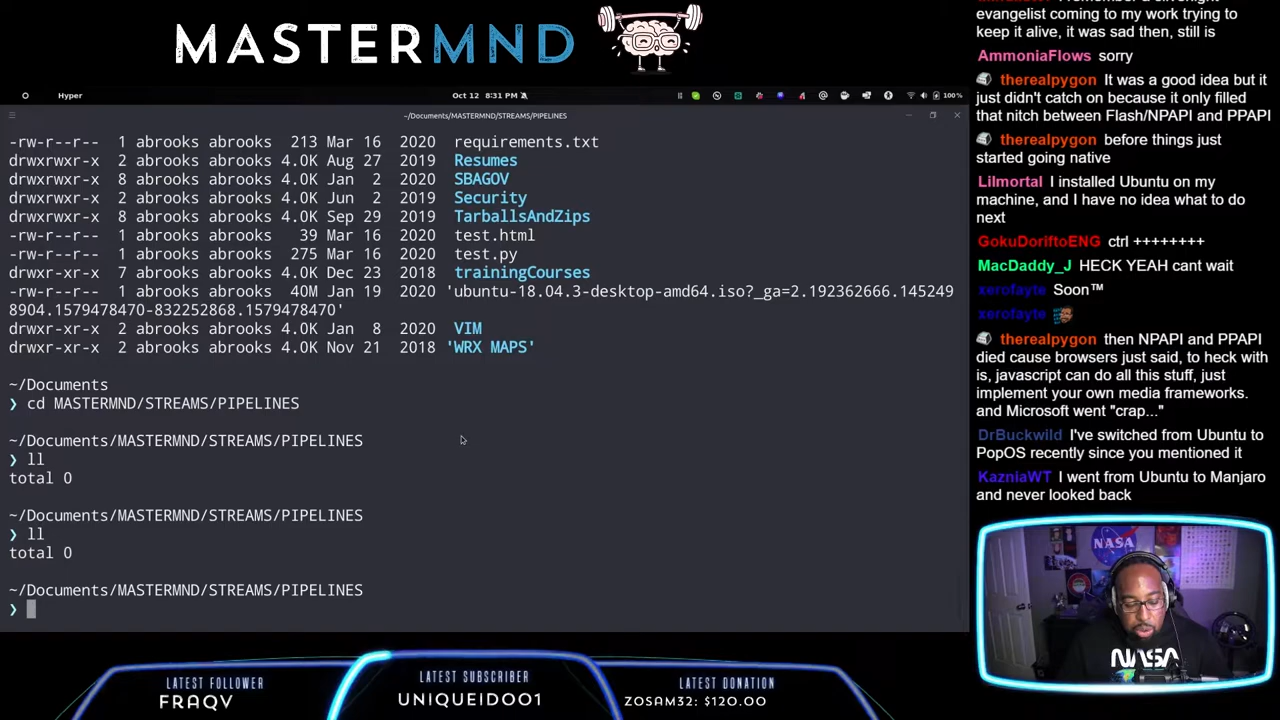 MASTERMND
Hyper
Oct 12 8:31 PM
100%
~/Documents/MASTERMND/STREAMS/PIPELINES
-rw-r--r-- 1 abrooks abrooks 213 Mar 16 2020 requirements.txt
drwxrwxr-x 2 abrooks abrooks 4.0K Aug 27 2019 Resumes
drwxrwxr-x 8 abrooks abrooks 4.0K Jan 2 2020 SBAGOV
drwxrwxr-x 2 abrooks abrooks 4.0K Jun 2 2019 Security
drwxrwxr-x 8 abrooks abrooks 4.0K Sep 29 2019 TarballsAndZips
-rw-r--r-- 1 abrooks abrooks 39 Mar 16 2020 test.html
-rw-r--r-- 1 abrooks abrooks 275 Mar 16 2020 test.py
drwxrwxr-x 7 abrooks abrooks 4.0K Dec 23 2018 trainingCourses
-rw-r--r-- 1 abrooks abrooks 40M Jan 19 2020 'ubuntu-18.04.3-desktop-amd64.iso?_ga=2.192362666.145249
8904.1579478470-832252868.1579478470'
drwxr-xr-x 2 abrooks abrooks 4.0K Jan 8 2020 VIM
drwxr-xr-x 2 abrooks abrooks 4.0K Nov 21 2018 'WRX MAPS'
~/Documents
❯ cd MASTERMND/STREAMS/PIPELINES
~/Documents/MASTERMND/STREAMS/PIPELINES
❯ ll
total 0
~/Documents/MASTERMND/STREAMS/PIPELINES
❯ ll
total 0
~/Documents/MASTERMND/STREAMS/PIPELINES
❯
evangelist coming to my work trying to
keep it alive, it was sad then, still is
AmmoniaFlows sorry
therealpygon It was a good idea but it
just didn't catch on because it only filled
that nitch between Flash/NPAPI and PPAPI
therealpygon before things just
started going native
Lilmortal I installed Ubuntu on my
machine, and I have no idea what to do
next
GokuDoriftoENG ctrl ++++++++
MacDaddy_J HECK YEAH cant wait
xerofayte Soon™
xerofayte
therealpygon then NPAPI and PPAPI
died cause browsers just said, to heck with
is, javascript can do all this stuff, just
implement your own media frameworks.
and Microsoft went "crap..."
DrBuckwild I've switched from Ubuntu to
PopOS recently since you mentioned it
KazniaWT I went from Ubuntu to Manjaro
and never looked back
NASA
NASA
LATEST FOLLOWER
FRAQV
LATEST SUBSCRIBER
UNIQUEID001
LATEST DONATION
ZOSAM32: $120.00